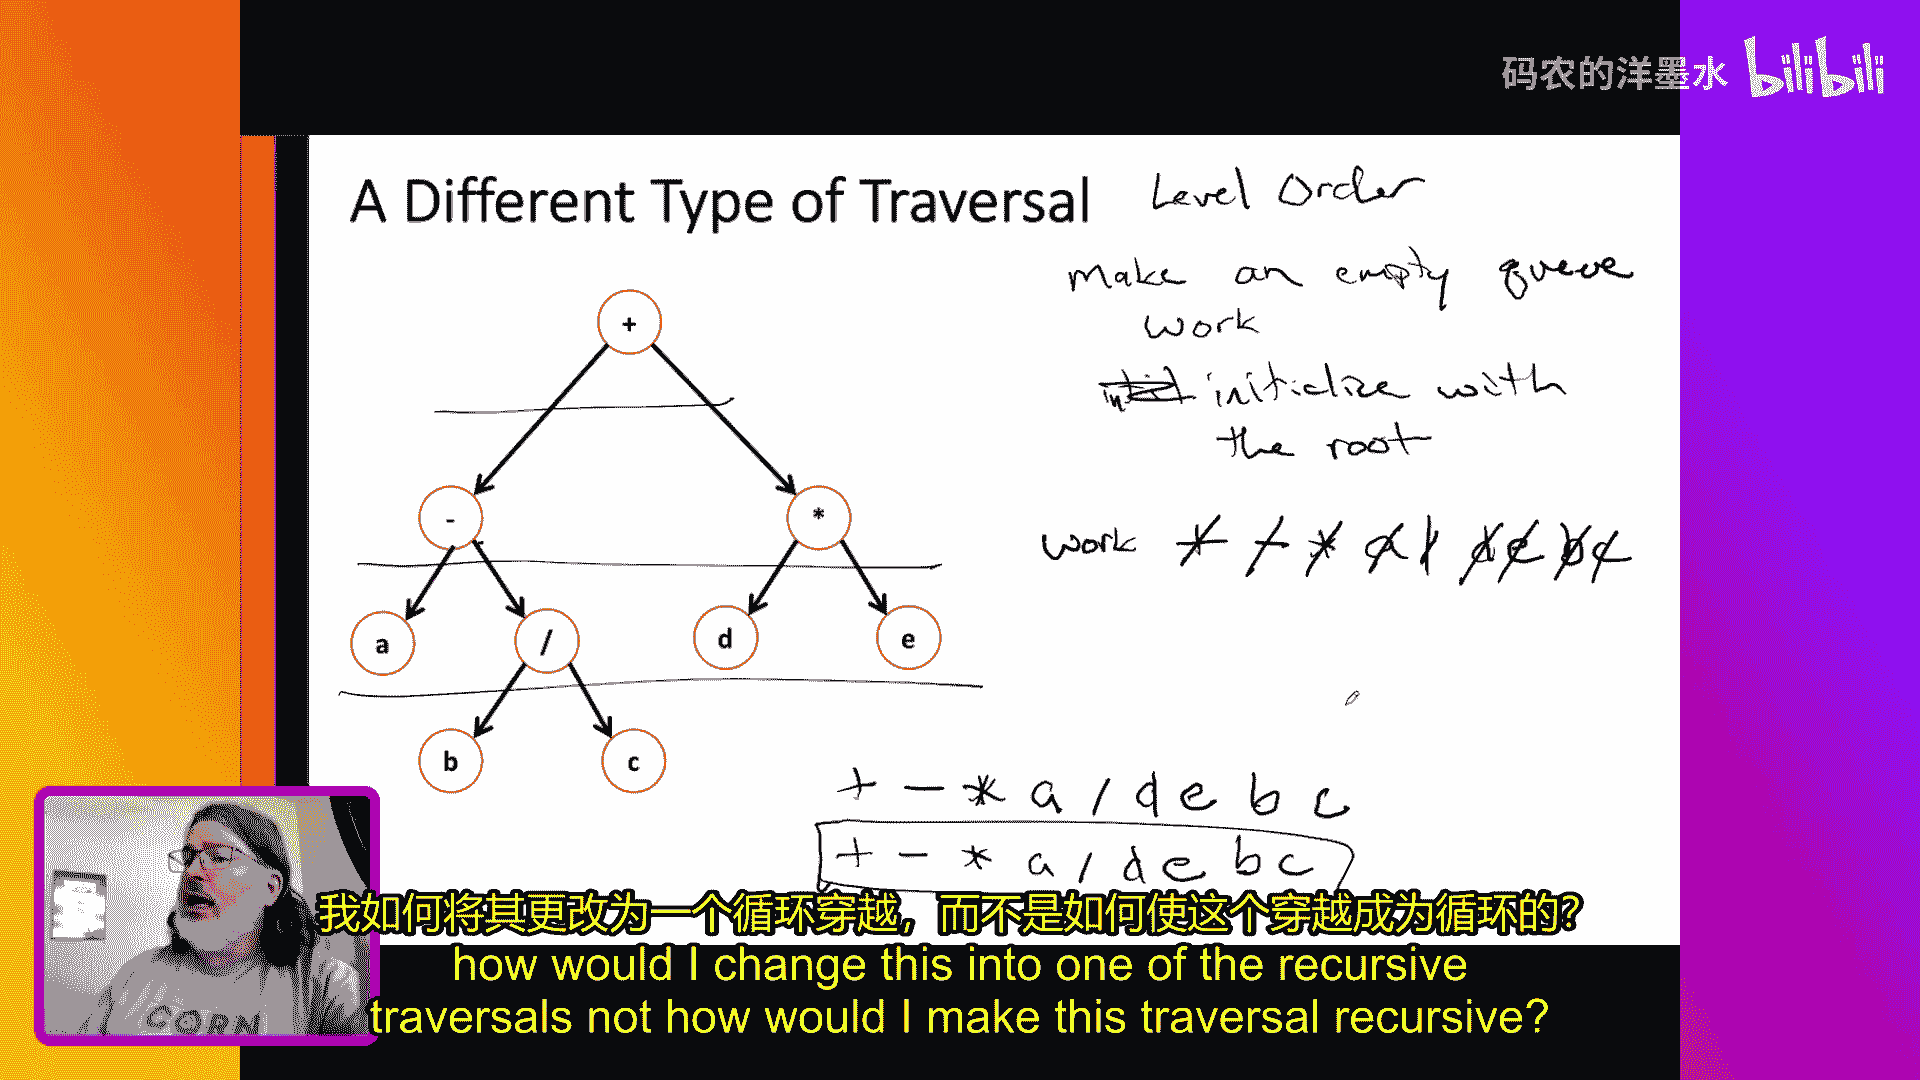 码农的洋墨水 bilibili
A Different Type of Traversal
Level Order
make an empty queue
work
initialize with
the root
+
-
*
work + - * a / d e b c
a
/
d
e
b
c
+ - * a / d e b c
+ - * a / d e b c
CORN
我如何将其更改为一个循环穿越，而不是如何使这个穿越成为循环的？
how would I change this into one of the recursive
traversals not how would I make this traversal recursive?